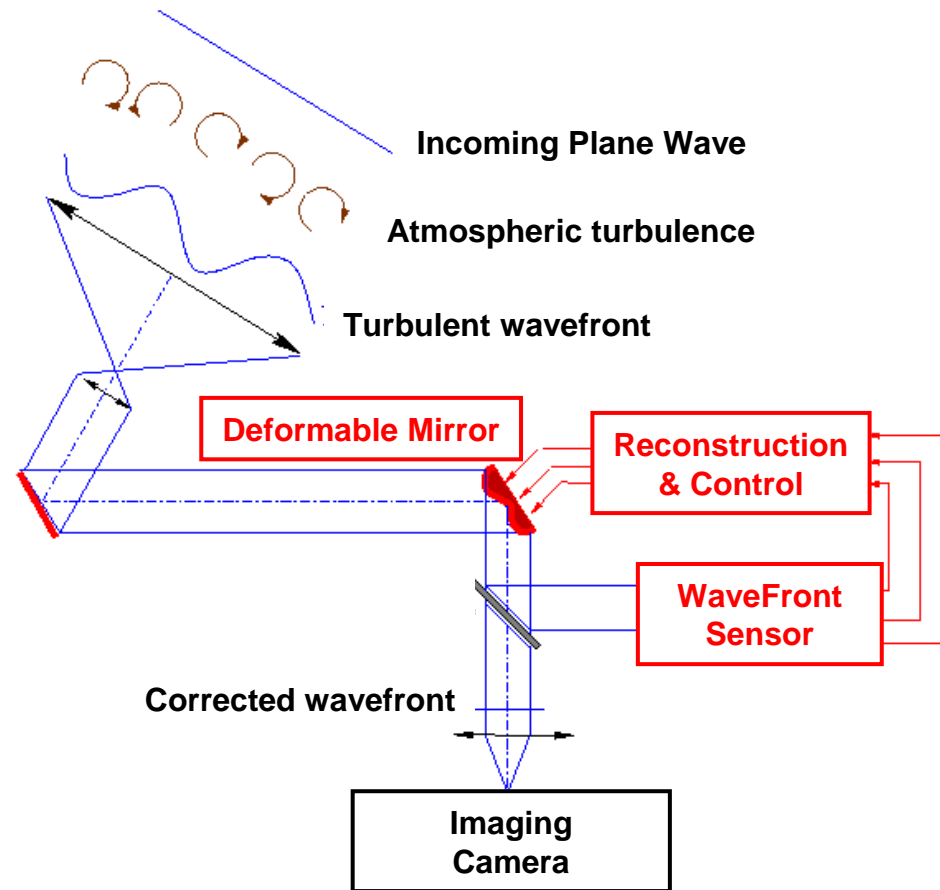 Incoming Plane Wave
Atmospheric turbulence
Turbulent wavefront
Deformable Mirror
Reconstruction
& Control
WaveFront
Sensor
Corrected wavefront
Imaging
Camera